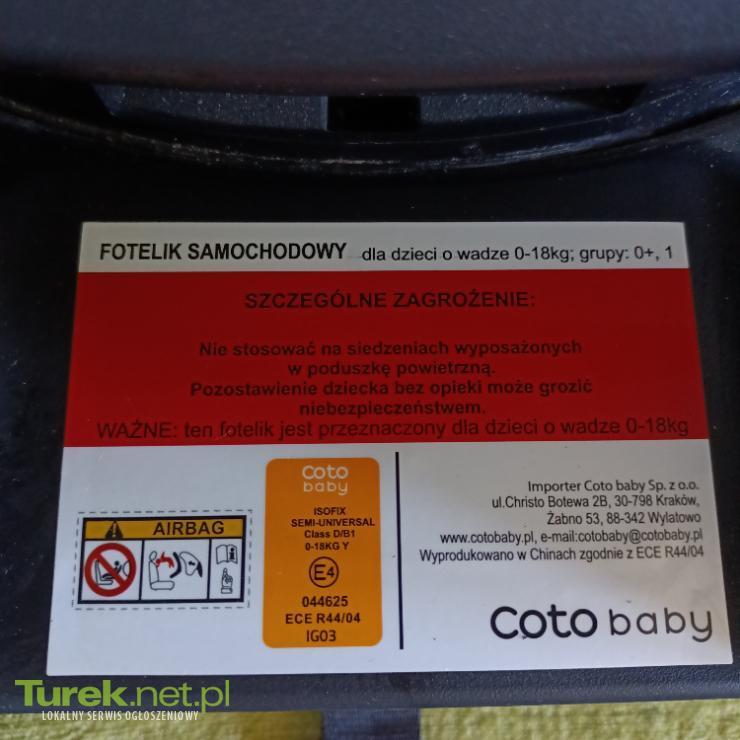 FOTELIK SAMOCHODOWY dla dzieci o wadze 0-18kg; grupy: 0+, 1
SZCZEGÓLNE ZAGROŻENIE:
Nie stosować na siedzeniach wyposażonych
w poduszkę powietrzną.
Pozostawienie dziecka bez opieki może grozić
niebezpieczeństwem.
WAŻNE: ten fotelik jest przeznaczony dla dzieci o wadze 0-18kg
AIRBAG
coto
baby
ISOFIX
SEMI-UNIVERSAL
Class D/B1
0-18KG Y
E4
044625
ECE R44/04
IG03
Importer Coto baby Sp. z o.o.
ul.Christo Botewa 2B, 30-798 Kraków,
Żabno 53, 88-342 Wylatowo
www.cotobaby.pl, e-mail:cotobaby@cotobaby.pl
Wyprodukowano w Chinach zgodnie z ECE R44/04
coto baby
Turek.net.pl
LOKALNY SERWIS OGŁOSZENIOWY